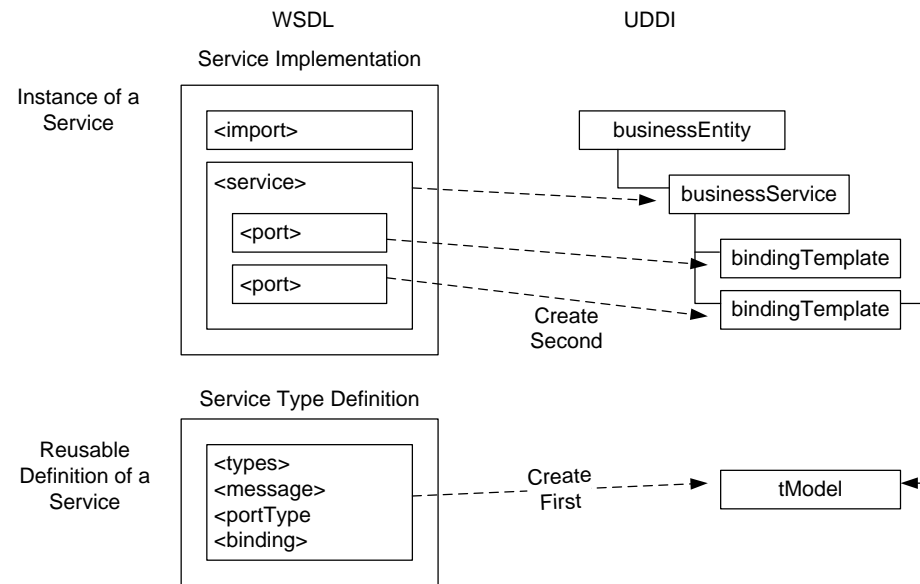 WSDL
UDDI
Service Implementation
Instance of a
Service
<import>
<service>
<port>
<port>
businessEntity
businessService
bindingTemplate
bindingTemplate
Create
Second
Service Type Definition
Reusable
Definition of a
Service
<types>
<message>
<portType
<binding>
Create
First
tModel